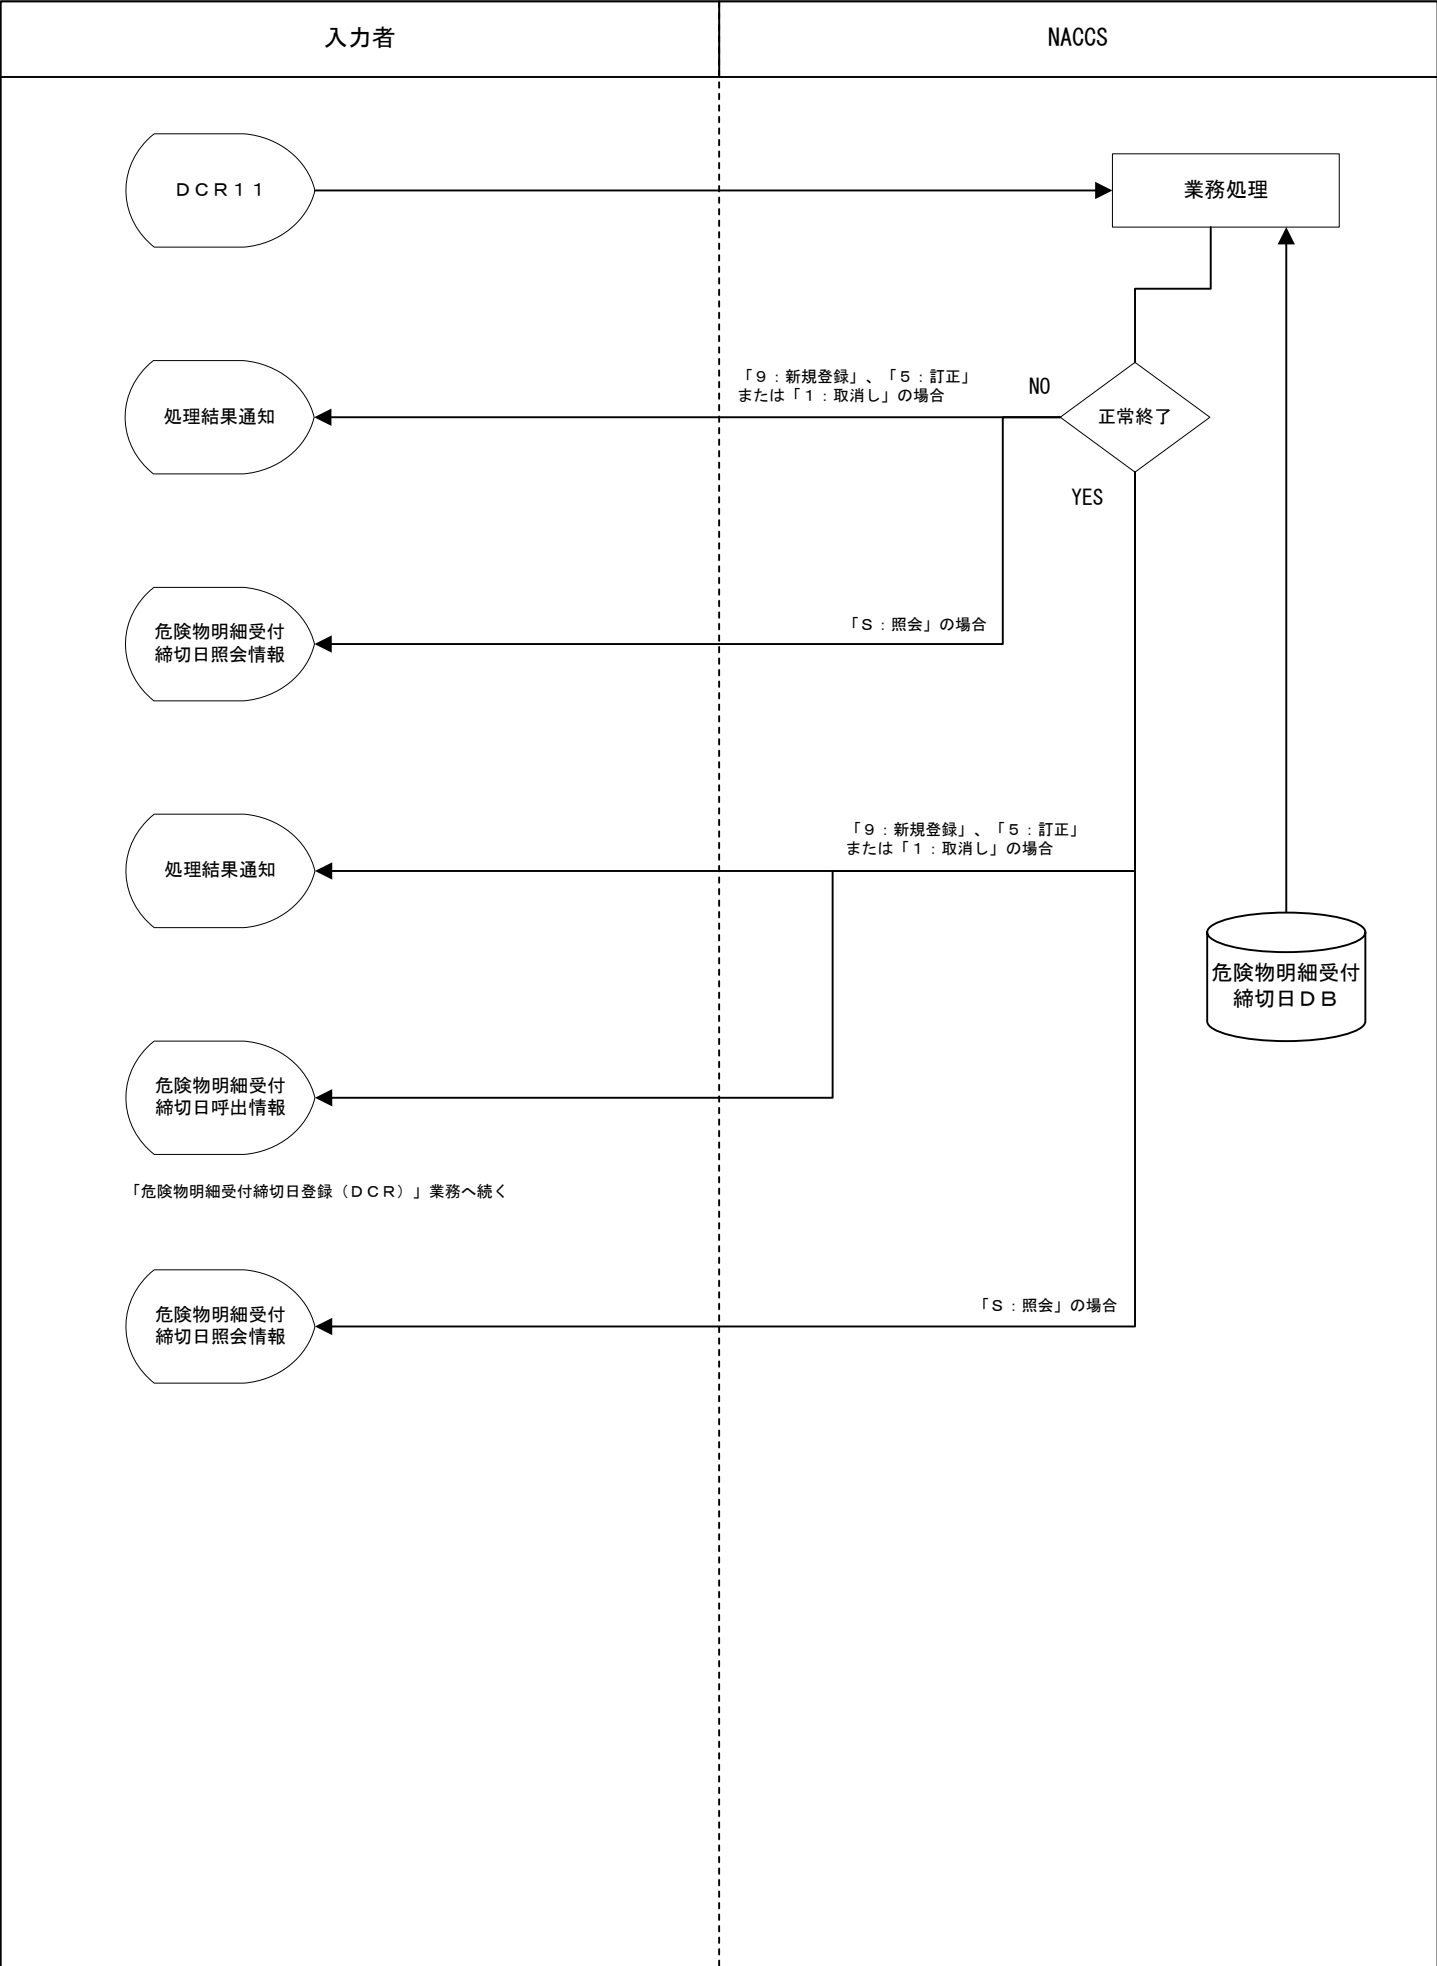 入力者
NACCS
ＤＣＲ１１
業務処理
「９：新規登録」、「５：訂正」
または「１：取消し」の場合
NO
処理結果通知
正常終了
YES
「Ｓ：照会」の場合
危険物明細受付
締切日照会情報
「９：新規登録」、「５：訂正」
または「１：取消し」の場合
処理結果通知
危険物明細受付
締切日ＤＢ
危険物明細受付
締切日呼出情報
「危険物明細受付締切日登録（ＤＣＲ）」業務へ続く
「Ｓ：照会」の場合
危険物明細受付
締切日照会情報